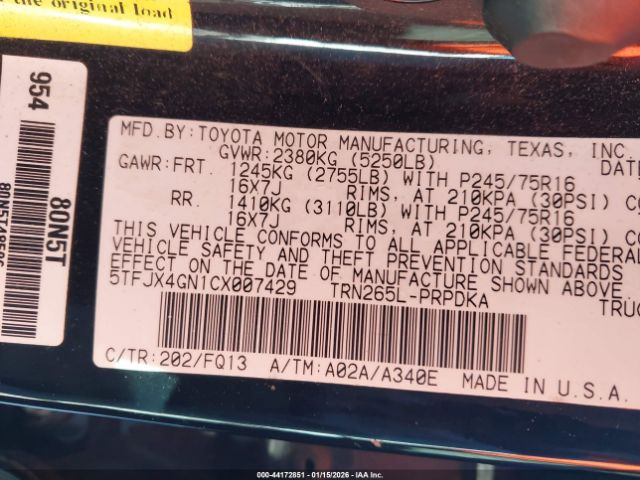 the original load
954
80N5T
MFD.BY:TOYOTA MOTOR MANUFACTURING, TEXAS, INC.
GVWR:2380KG (5250LB) DATE
GAWR:FRT. 1245KG (2755LB) WITH P245/75R16
16X7J RIMS, AT 210KPA (30PSI) CO
RR. 1410KG (3110LB) WITH P245/75R16
16X7J RIMS, AT 210KPA (30PSI) CO
THIS VEHICLE CONFORMS TO ALL APPLICABLE FEDERAL
VEHICLE SAFETY AND THEFT PREVENTION STANDARDS
EFFECT ON THE DATE OF MANUFACTURE SHOWN ABOVE.
5TFJX4GN1CX007429 TRN265L-PRPDKA TRUC
C/TR:202/FQ13 A/TM:A02A/A340E MADE IN U.S.A.
000-44172851 - 01/15/2026 - IAA Inc.